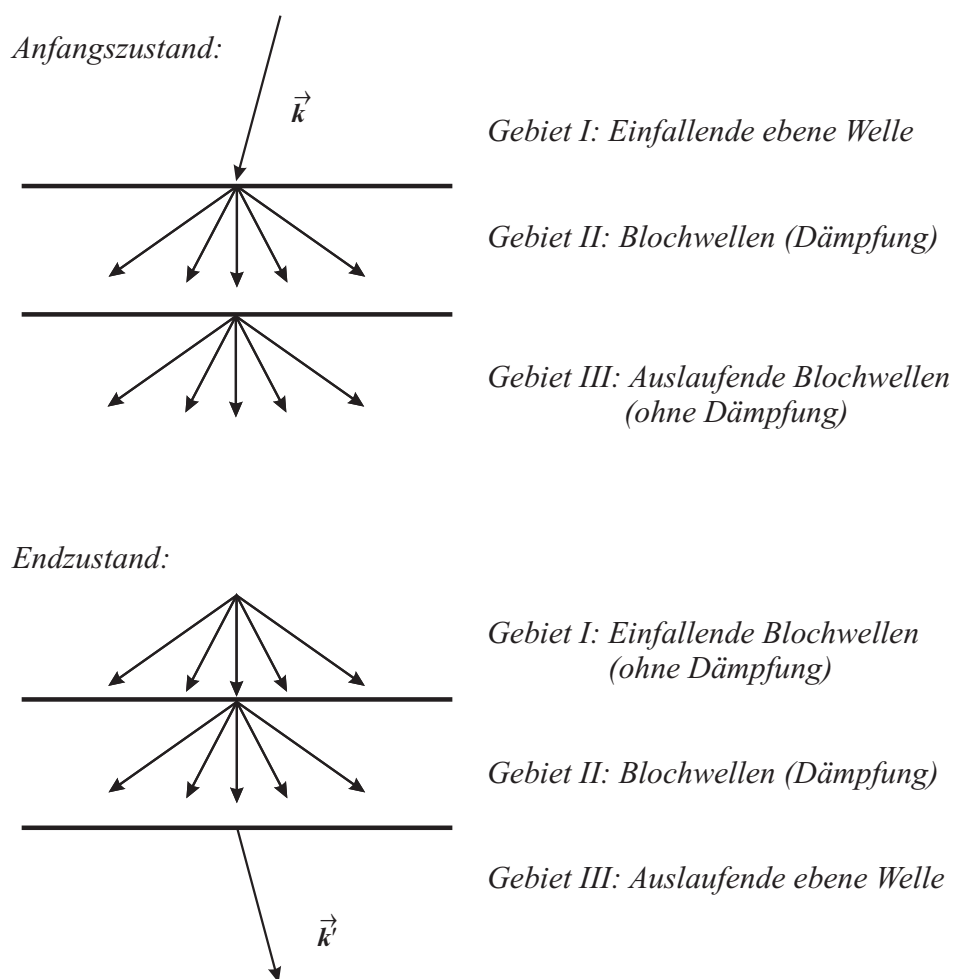 Anfangszustand:
k⃗
Gebiet I: Einfallende ebene Welle
Gebiet II: Blochwellen (Dämpfung)
Gebiet III: Auslaufende Blochwellen
(ohne Dämpfung)
Endzustand:
Gebiet I: Einfallende Blochwellen
(ohne Dämpfung)
Gebiet II: Blochwellen (Dämpfung)
Gebiet III: Auslaufende ebene Welle
k⃗'